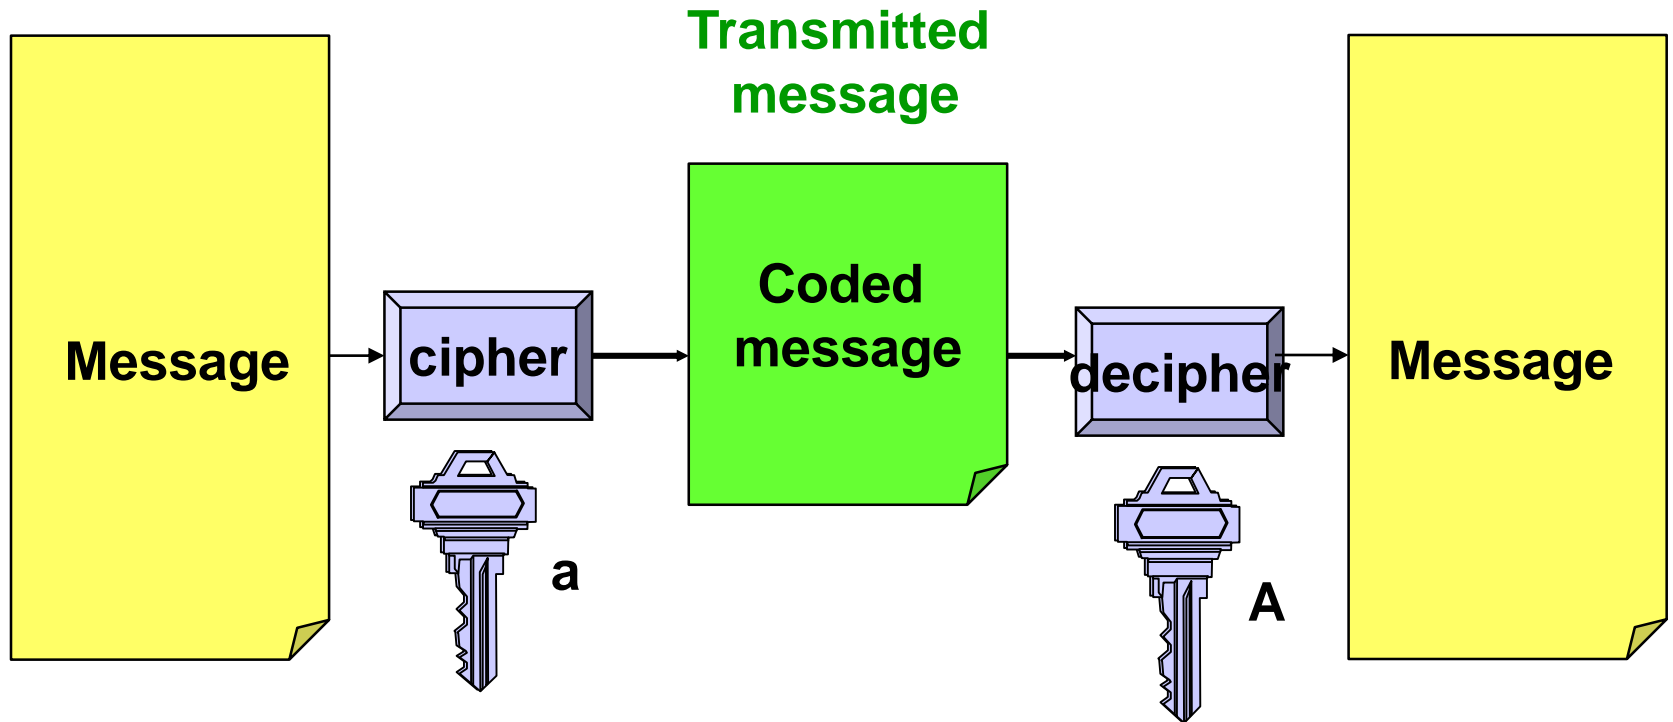 Transmitted
message
Message
cipher
Coded
message
decipher
Message
a
A